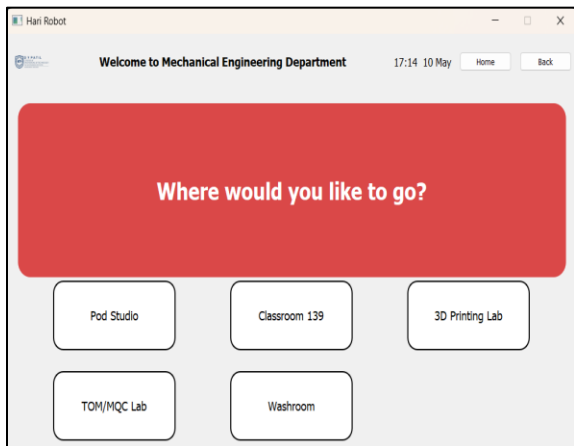 Hari Robot
Welcome to Mechanical Engineering Department 17:14 10 May Home Back
Where would you like to go?
Pod Studio Classroom 139 3D Printing Lab
TOM/MQC Lab Washroom